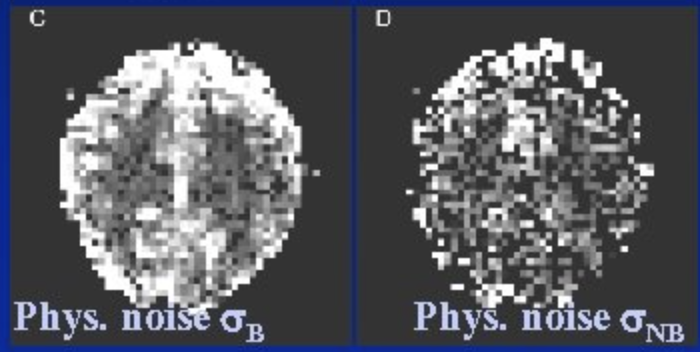 C
D
Phys. noise σB
Phys. noise σNB